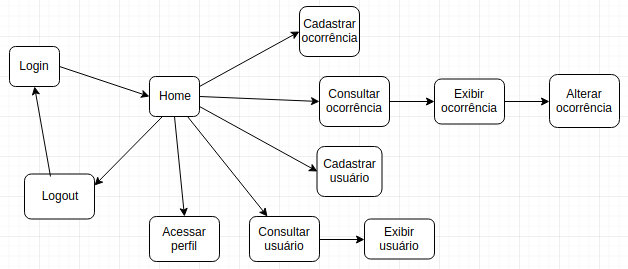 Cadastrar
ocorrência
Login
Home
Consultar
ocorrência
Exibir
ocorrência
Alterar
ocorrência
Cadastrar
usuário
Logout
Acessar
perfil
Consultar
usuário
Exibir
usuário